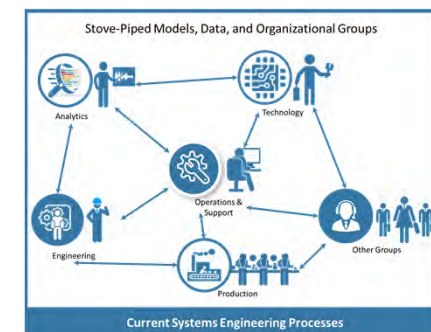 Stove-Piped Models, Data, and Organizational Groups
Analytics
Technology
Operations &
Support
Engineering
Other Groups
Production
Current Systems Engineering Processes